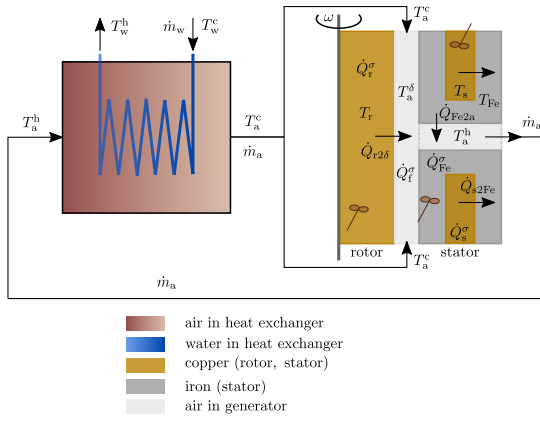 T_w^h
ṁ_w
T_w^c
T_a^h
T_a^c
ṁ_a
T_a^c
ω
Q̇_r^σ
T_r
Q̇_r2δ
T_a^δ
Q̇_f^σ
T_s
T_Fe
Q̇_Fe2a
T_a^h
ṁ_a
Q̇_Fe^σ
Q̇_s2Fe
Q̇_s^σ
rotor
T_a^c
stator
ṁ_a
air in heat exchanger
water in heat exchanger
copper (rotor, stator)
iron (stator)
air in generator